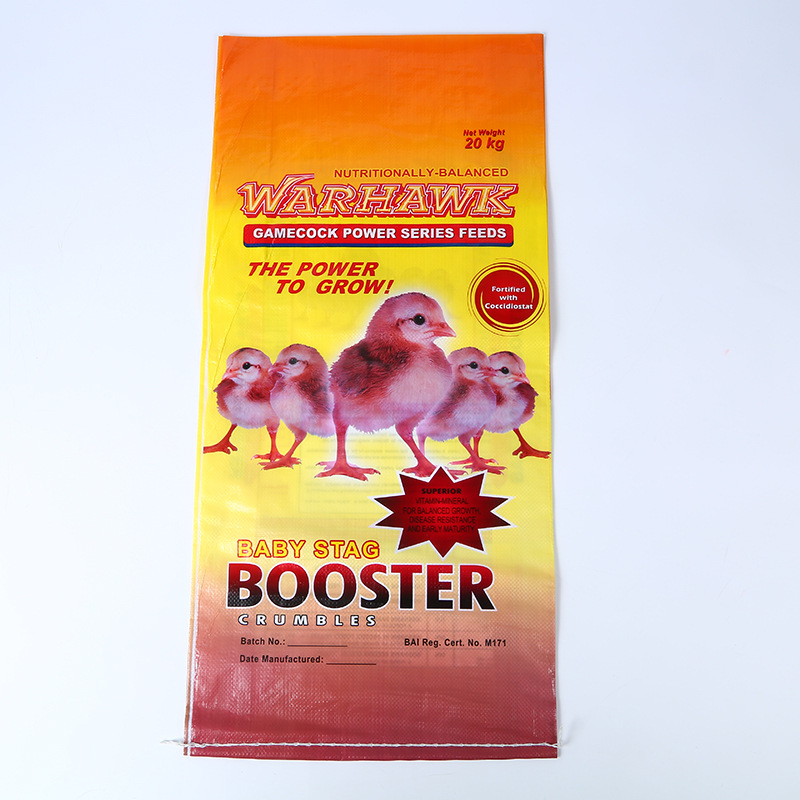 Net Weight
20 kg
NUTRITIONALLY-BALANCED
WARHAWK
GAMECOCK POWER SERIES FEEDS
THE POWER
TO GROW!
Fortified
with
Coccidiostat
SUPERIOR
VITAMIN-MINERAL
FOR BALANCED GROWTH,
DISEASE RESISTANCE
AND EARLY MATURITY
BABY STAG
BOOSTER
CRUMBLES
Batch No.: BAI Reg. Cert. No. M171
Date Manufactured: